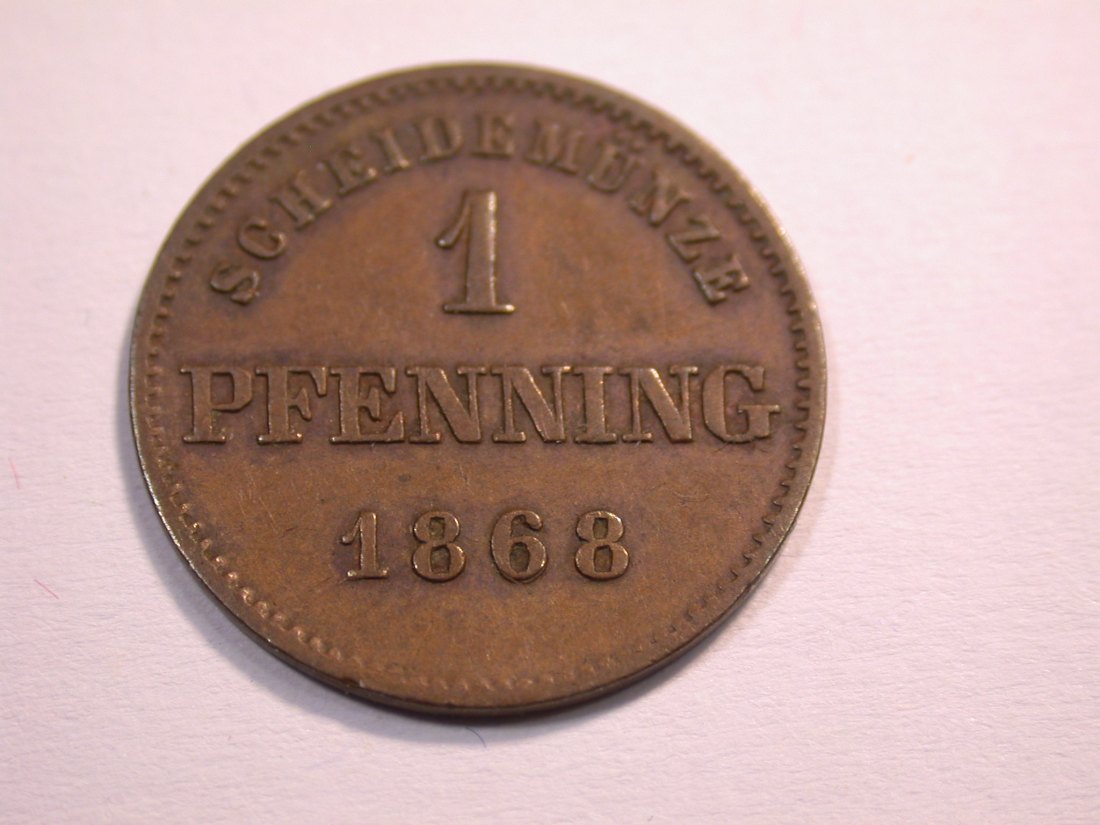 SCHEIDEMÜNZE
1
PFENNING
1868